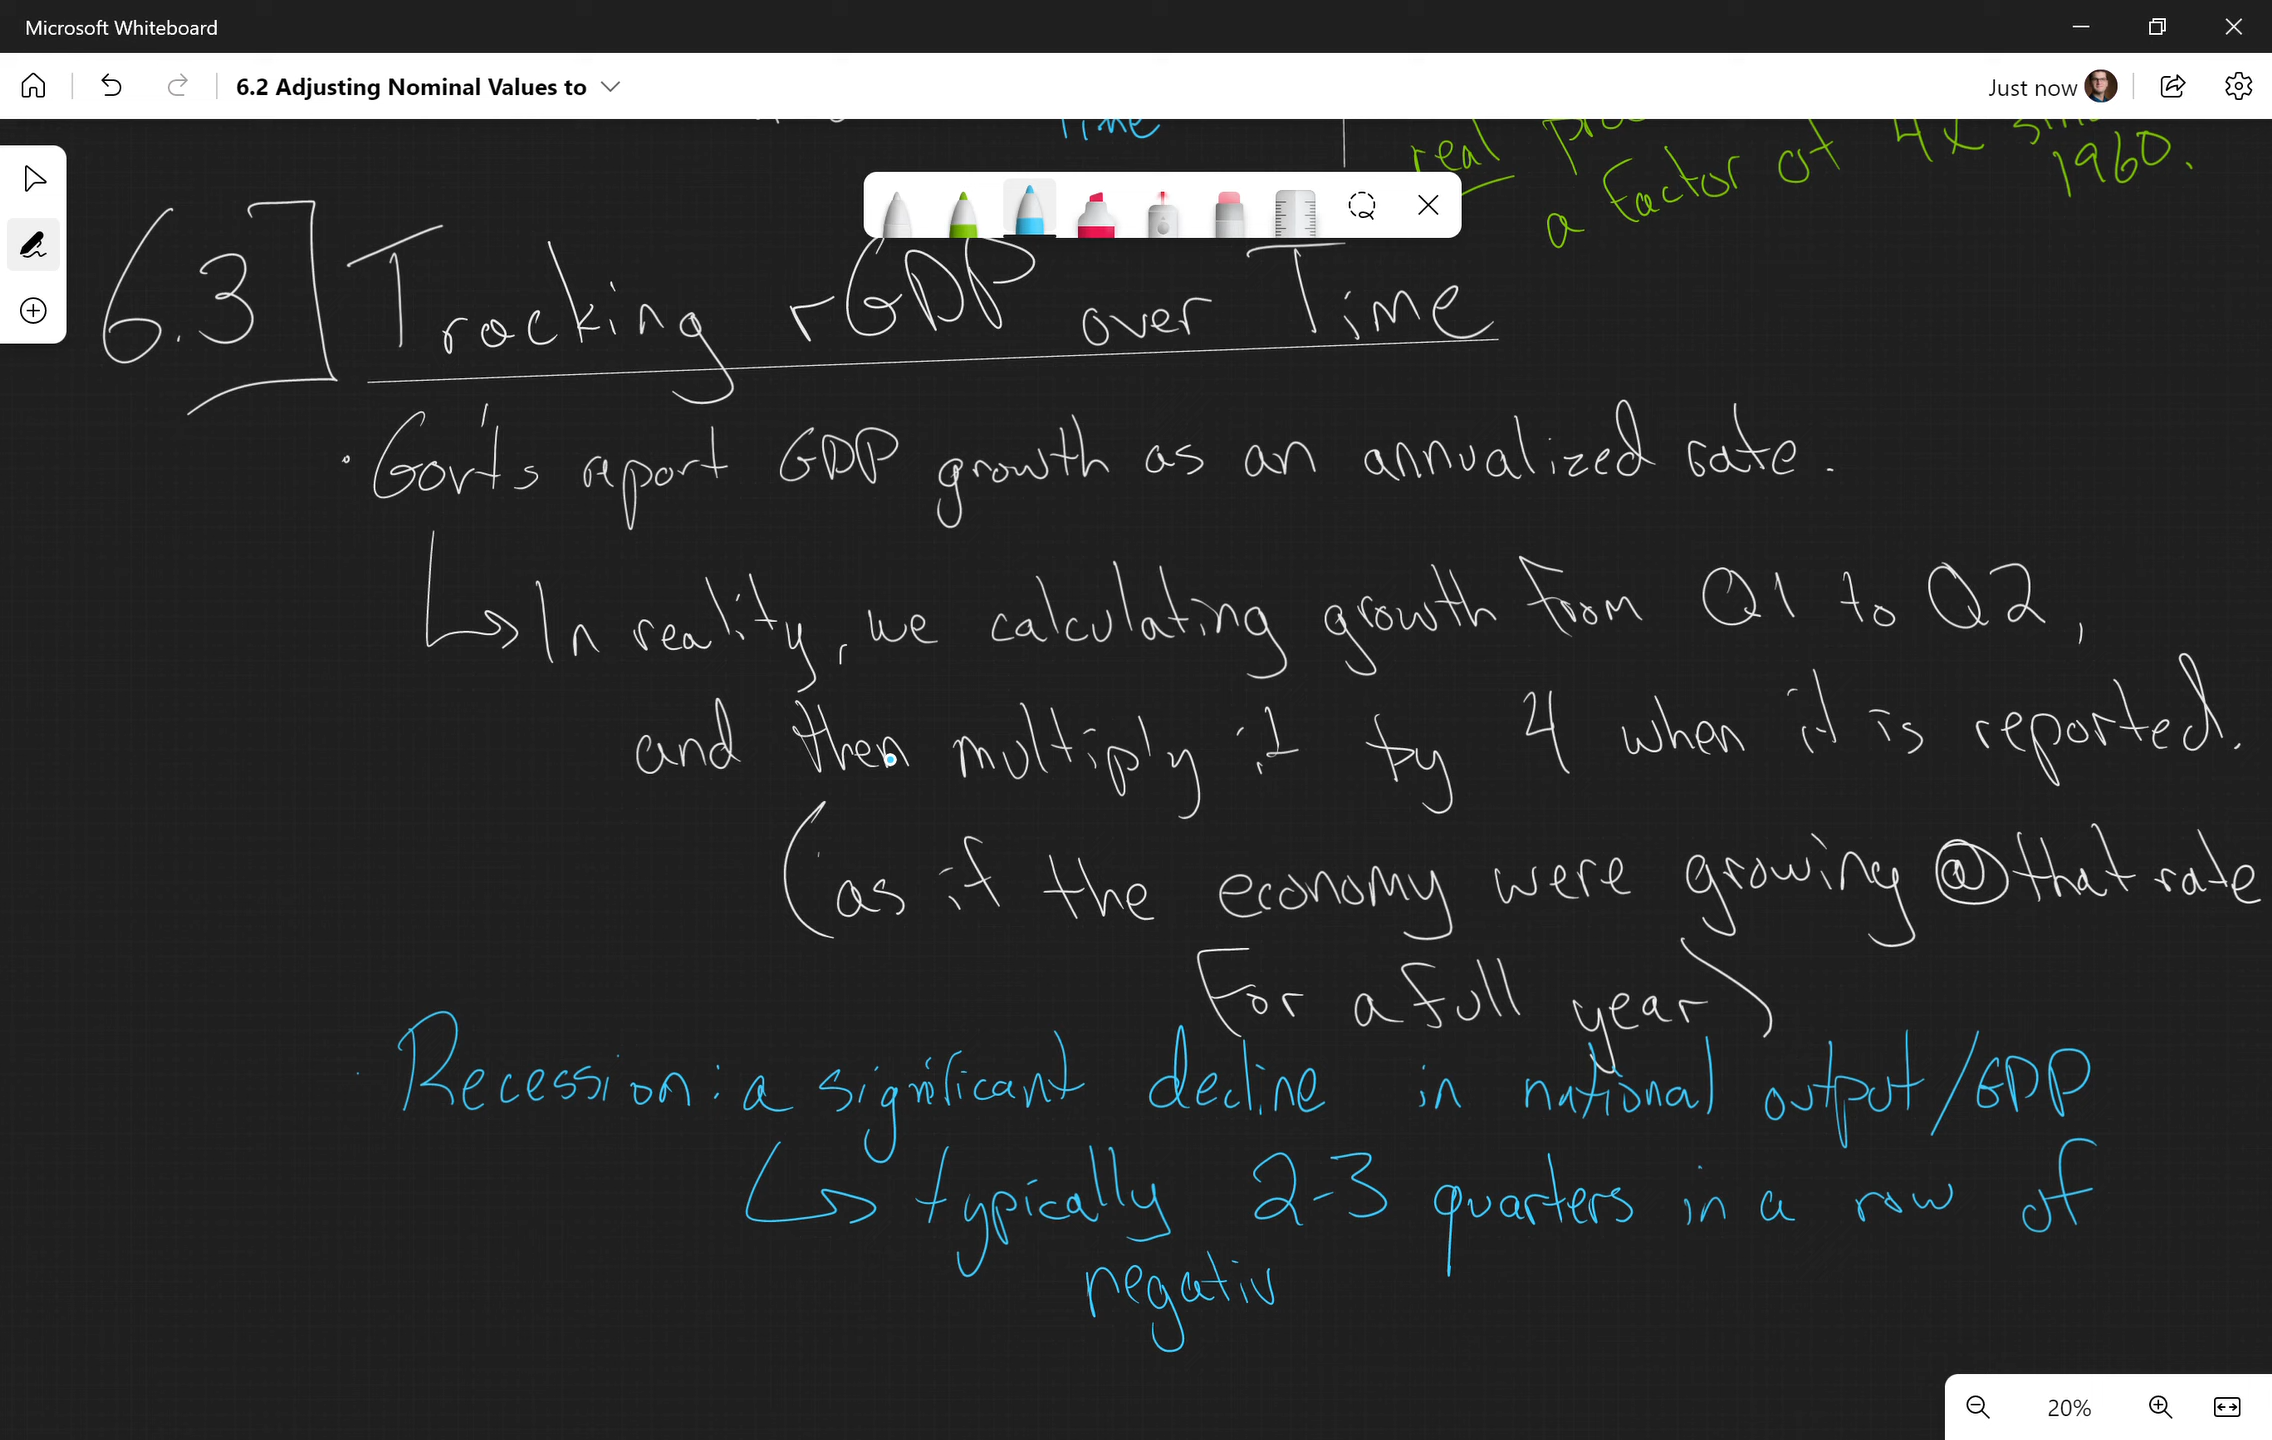 Microsoft Whiteboard
6.2 Adjusting Nominal Values to
Just now
Time
real
a factor of 4x
1960.
6.3] Tracking rGDP over Time
· Gov't's report GDP growth as an annualized rate.
In reality, we calculating growth from Q1 to Q2,
and then multiply it by 4 when it is reported.
(as if the economy were growing @ that rate
For a full year)
· Recession: a significant decline in national output/GDP
typically 2-3 quarters in a row of
negativ
20%